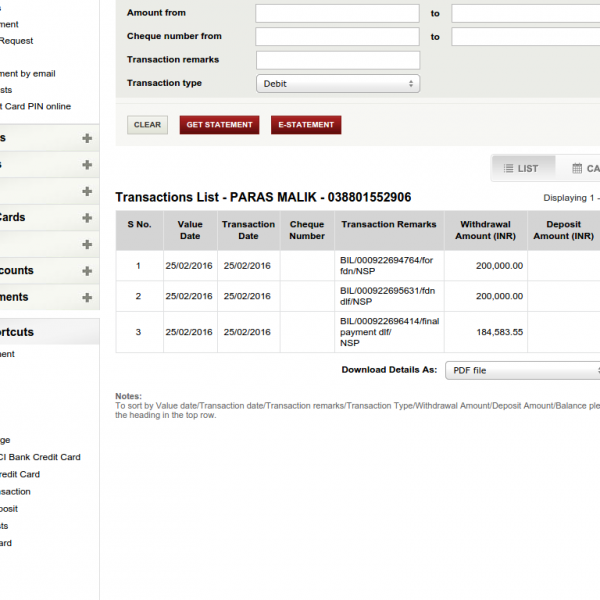 ment
Request
ment by email
sts
t Card PIN online
s
s
Cards
counts
ments
ortcuts
ment
ge
CI Bank Credit Card
redit Card
nsaction
posit
sts
ard
Amount from
to
Cheque number from
to
Transaction remarks
Transaction type
Debit
CLEAR
GET STATEMENT
E-STATEMENT
LIST
CA
Transactions List - PARAS MALIK - 038801552906
Displaying 1 -
S No. Value Date Transaction Date Cheque Number Transaction Remarks Withdrawal Amount (INR) Deposit Amount (INR)
1 25/02/2016 25/02/2016 BIL/000922694764/for
fdn/NSP 200,000.00
2 25/02/2016 25/02/2016 BIL/000922695631/fdn
dlf/NSP 200,000.00
3 25/02/2016 25/02/2016 BIL/000922696414/final
payment dlf/
NSP 184,583.55
Download Details As: PDF file
Notes:
To sort by Value date/Transaction date/Transaction remarks/Transaction Type/Withdrawal Amount/Deposit Amount/Balance ple
the heading in the top row.